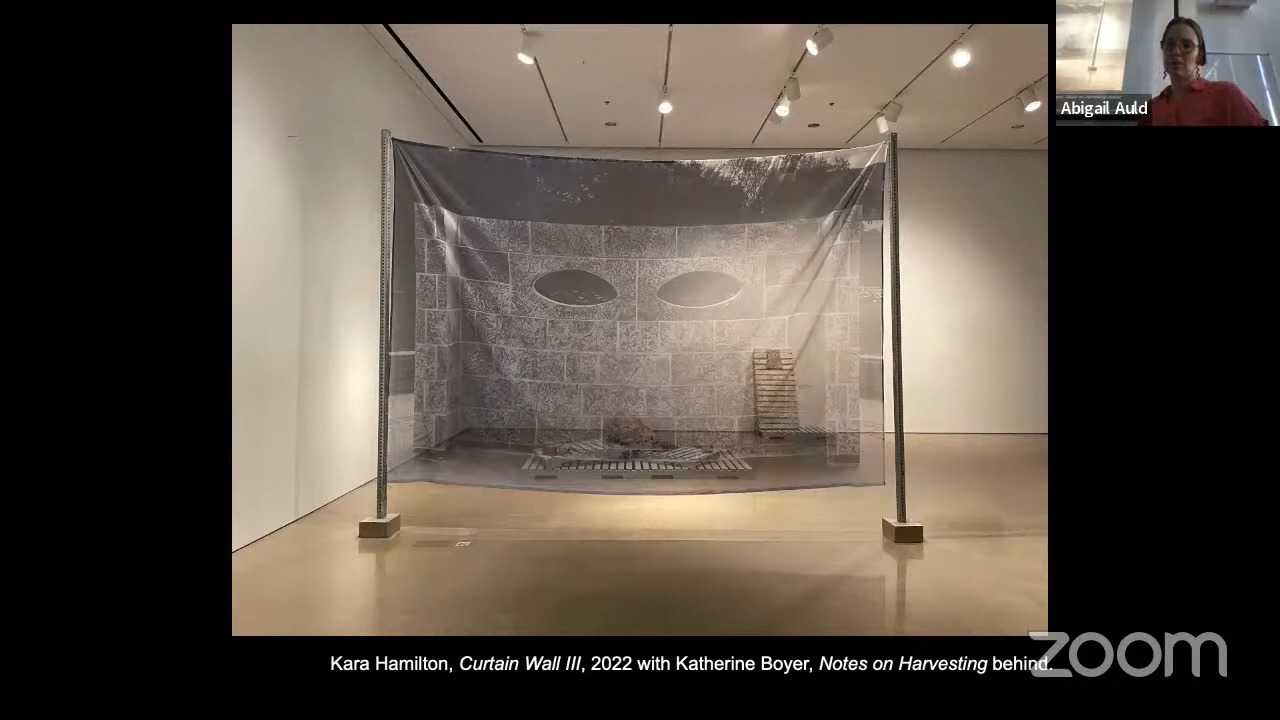 Abigail Auld
Kara Hamilton, Curtain Wall III, 2022 with Katherine Boyer, Notes on Harvesting behind.
zoom